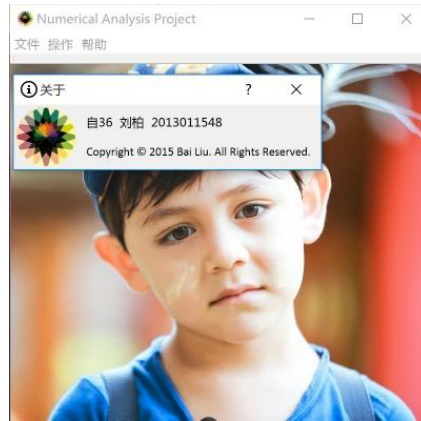 Numerical Analysis Project
文件 操作 帮助
关于
自36 刘柏 2013011548
Copyright © 2015 Bai Liu. All Rights Reserved.